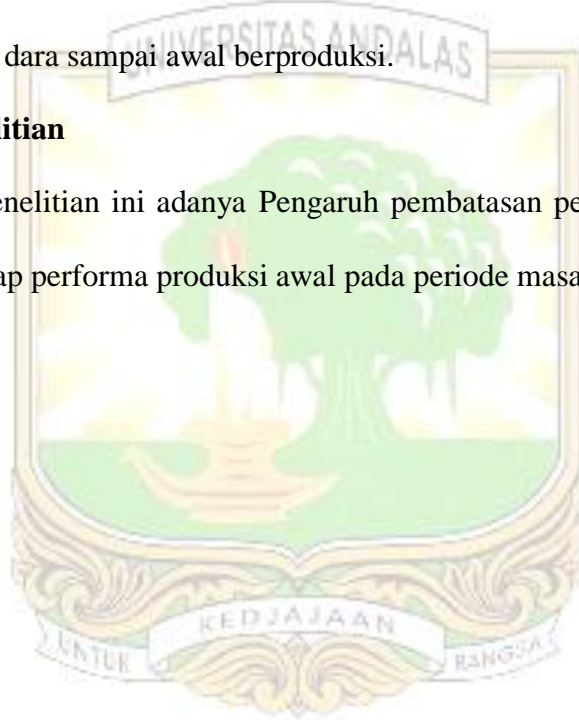 UNIVERSITAS ANDALAS
dara sampai awal berproduksi.
litian
enelitian ini adanya Pengaruh pembatasan pe
ap performa produksi awal pada periode masa
KEDJAJAAN
UNTUK BANGSA